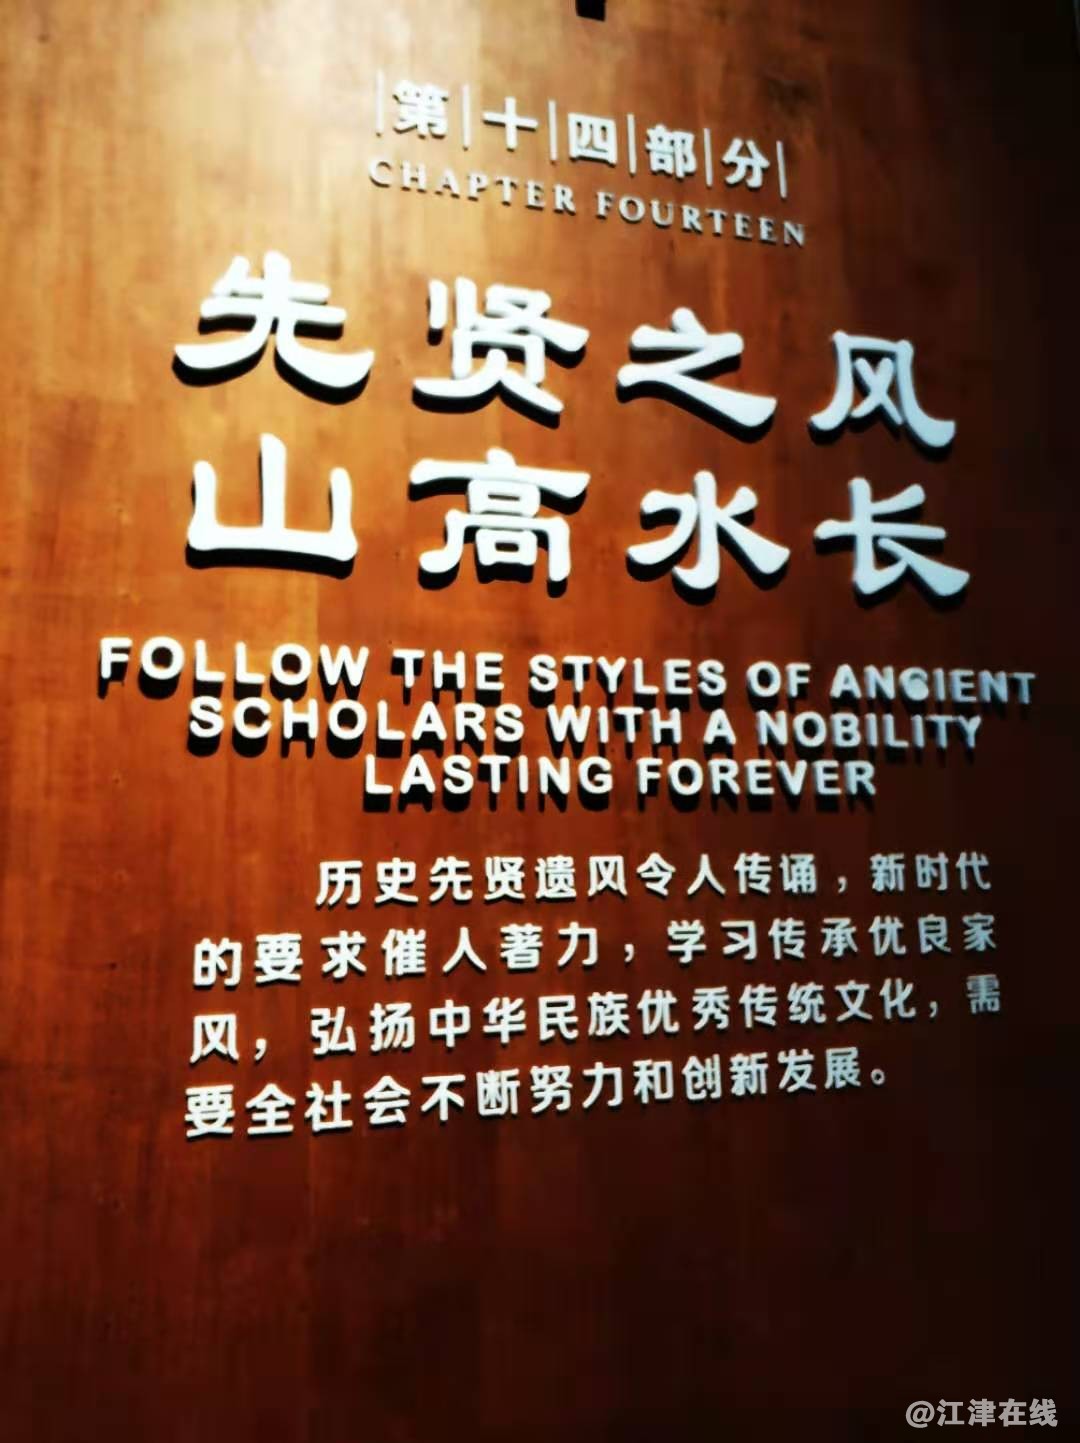 第十四部分
CHAPTER FOURTEEN
先贤之风
山高水长
FOLLOW THE STYLES OF ANCIENT
SCHOLARS WITH A NOBILITY
LASTING FOREVER
历史先贤遗风令人传诵，新时代
的要求催人著力，学习传承优良家
风，弘扬中华民族优秀传统文化，需
要全社会不断努力和创新发展。
@江津在线